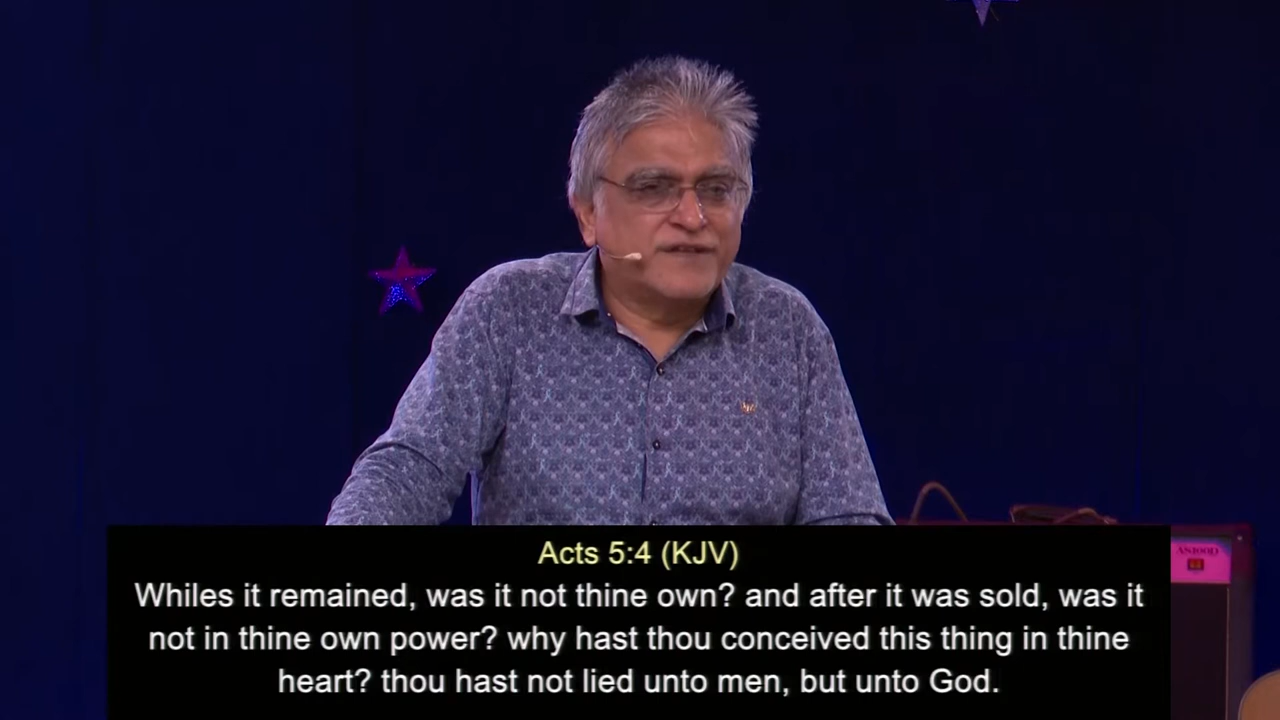 Acts 5:4 (KJV)
Whiles it remained, was it not thine own? and after it was sold, was it
not in thine own power? why hast thou conceived this thing in thine
heart? thou hast not lied unto men, but unto God.
AS100D